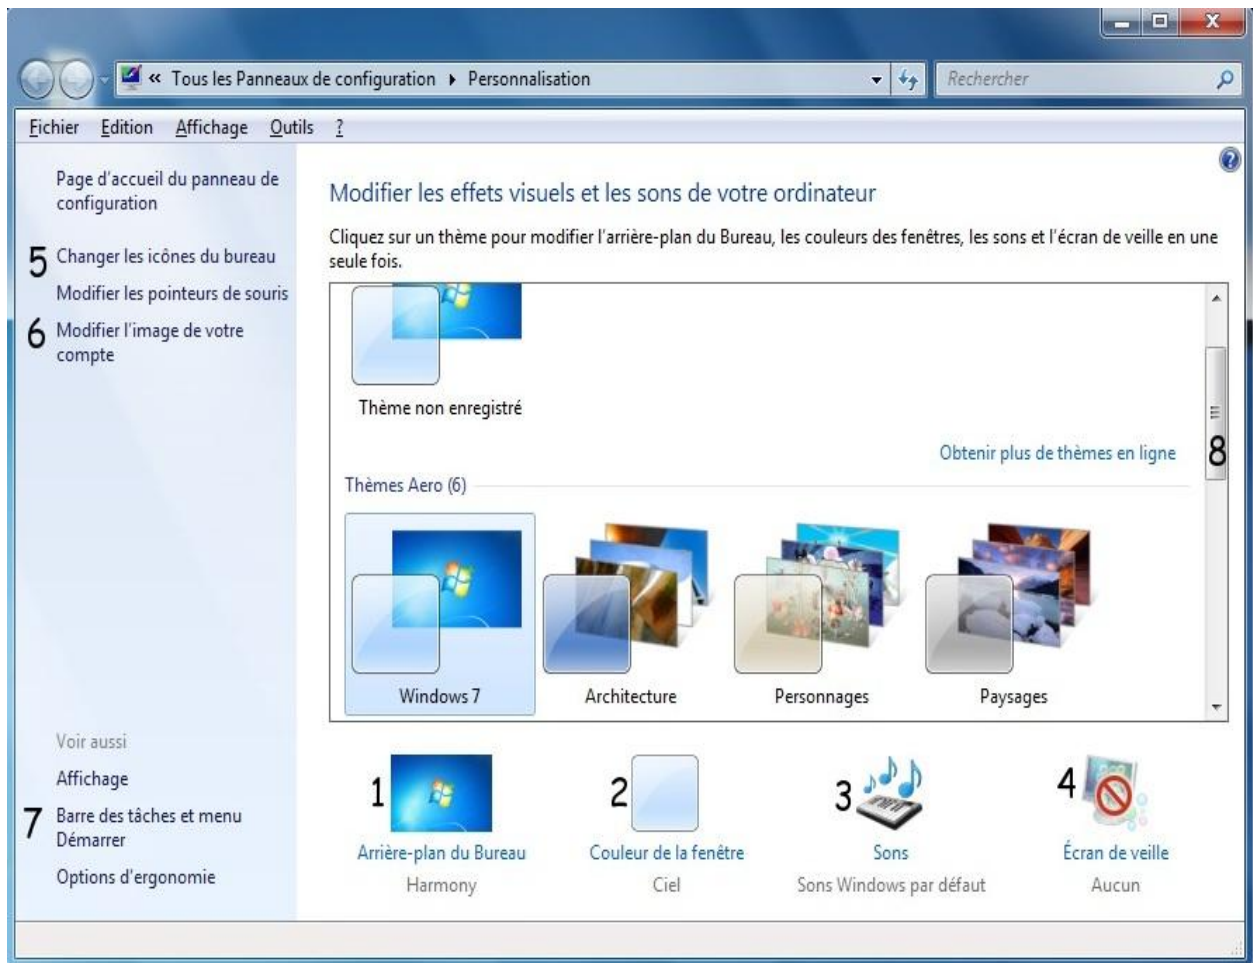 « Tous les Panneaux de configuration ▸ Personnalisation
Rechercher
Fichier Edition Affichage Outils ?
Page d'accueil du panneau de
configuration
5 Changer les icônes du bureau
Modifier les pointeurs de souris
6 Modifier l'image de votre
compte
Voir aussi
Affichage
7 Barre des tâches et menu
Démarrer
Options d'ergonomie
Modifier les effets visuels et les sons de votre ordinateur
Cliquez sur un thème pour modifier l'arrière-plan du Bureau, les couleurs des fenêtres, les sons et l'écran de veille en une
seule fois.
Thème non enregistré
Obtenir plus de thèmes en ligne
8
Thèmes Aero (6)
Windows 7 Architecture Personnages Paysages
1 2 3 4
Arrière-plan du Bureau Couleur de la fenêtre Sons Écran de veille
Harmony Ciel Sons Windows par défaut Aucun